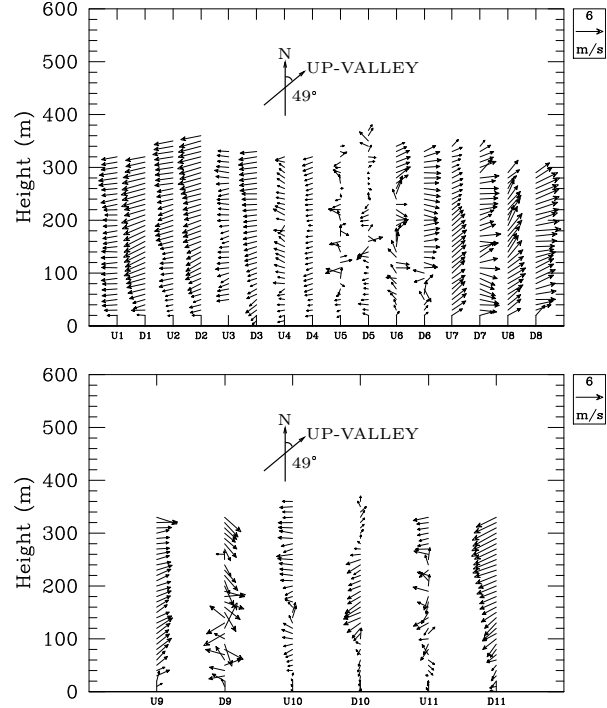 600
500
400
300
200
100
0
Height (m)
N
UP-VALLEY
49°
6
m/s
U1 D1 U2 D2 U3 D3 U4 D4 U5 D5 U6 D6 U7 D7 U8 D8
600
500
400
300
200
100
0
Height (m)
N
UP-VALLEY
49°
6
m/s
U9 D9 U10 D10 U11 D11